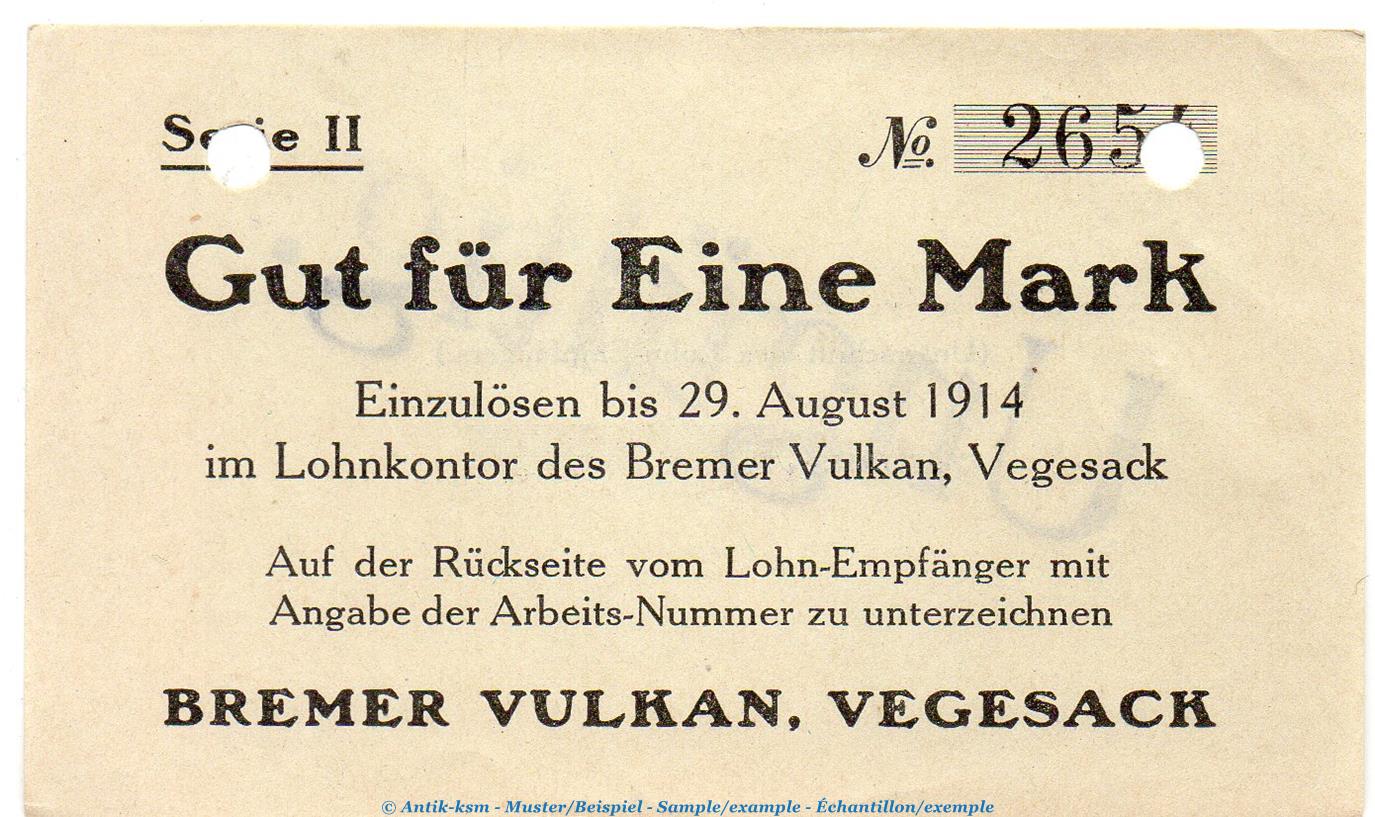 Serie II
No. 265
Gut für Eine Mark
Einzulösen bis 29. August 1914
im Lohnkontor des Bremer Vulkan, Vegesack
Auf der Rückseite vom Lohn-Empfänger mit
Angabe der Arbeits-Nummer zu unterzeichnen
BREMER VULKAN, VEGESACK
© Antik-ksm - Muster/Beispiel - Sample/example - Échantillon/exemple